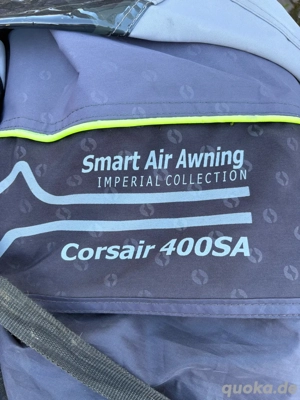 Smart Air Awning
IMPERIAL COLLECTION
Corsair 400SA
quoka.de